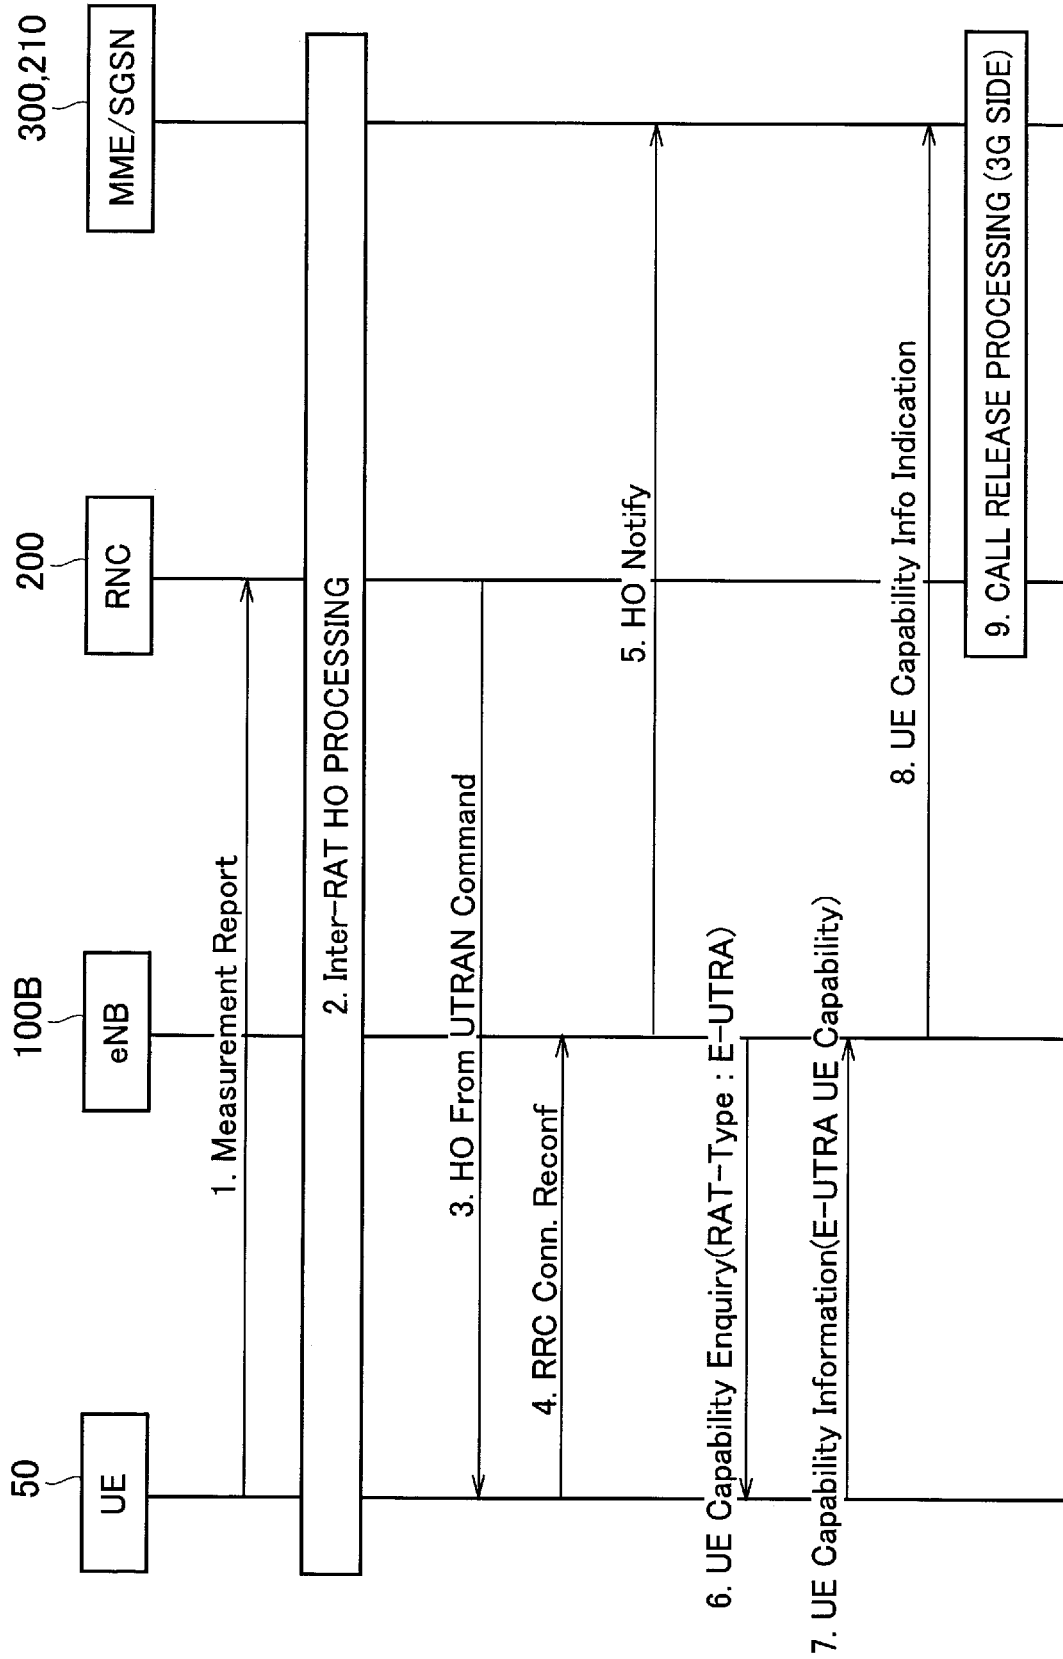 50
UE
100B
eNB
200
RNC
300,210
MME/SGSN
1. Measurement Report
2. Inter-RAT HO PROCESSING
3. HO From UTRAN Command
4. RRC Conn. Reconf
5. HO Notify
6. UE Capability Enquiry(RAT-Type : E-UTRA)
7. UE Capability Information(E-UTRA UE Capability)
8. UE Capability Info Indication
9. CALL RELEASE PROCESSING (3G SIDE)